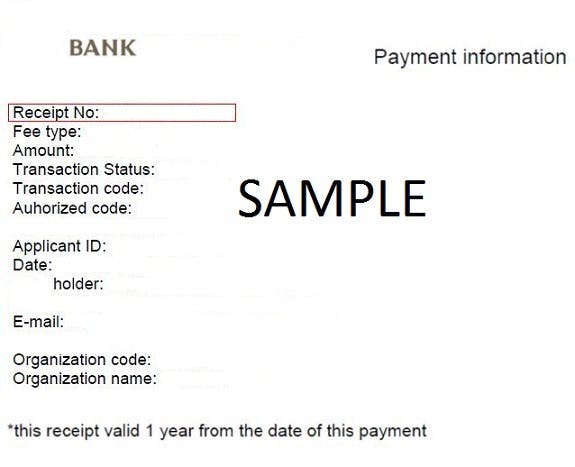 BANK
Payment information
Receipt No:
Fee type:
Amount:
Transaction Status:
Transaction code:
Auhorized code:
SAMPLE
Applicant ID:
Date:
holder:
E-mail:
Organization code:
Organization name:
*this receipt valid 1 year from the date of this payment